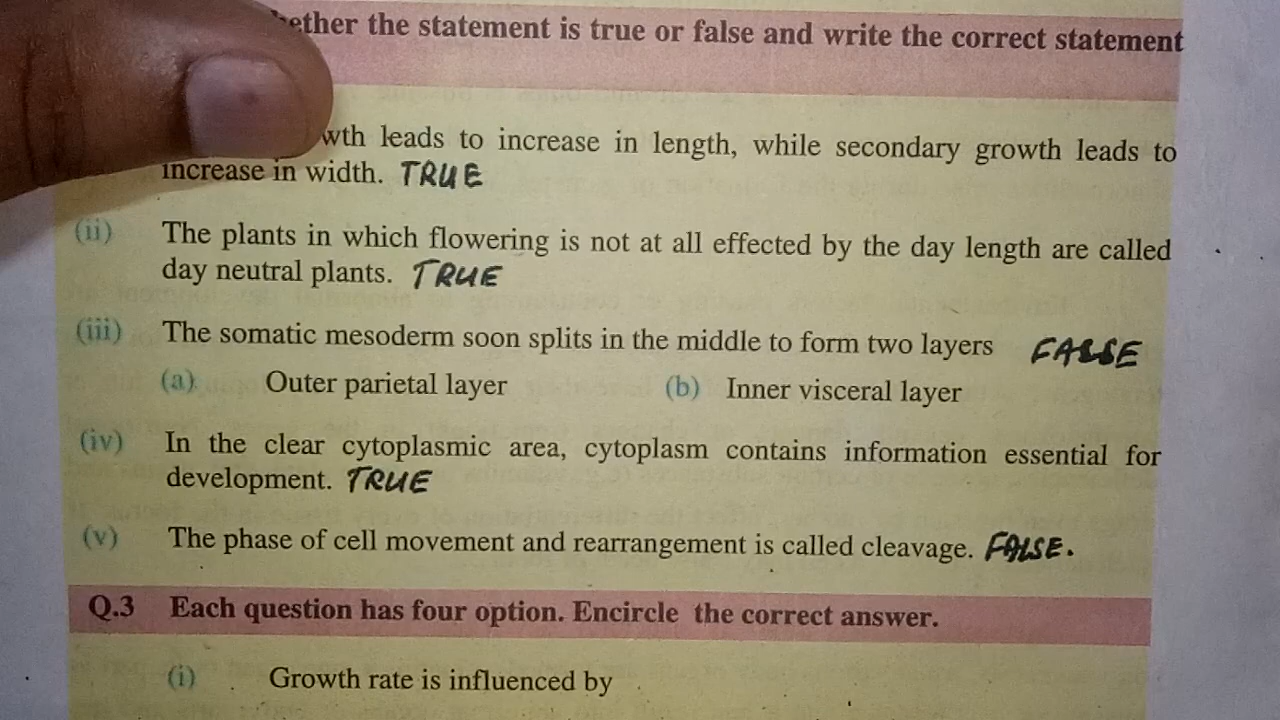 the statement is true or false and write the correct statement
leads to increase in length, while secondary growth leads to
increase in width. TRUE
(ii) The plants in which flowering is not at all effected by the day length are called
day neutral plants. TRUE
(iii) The somatic mesoderm soon splits in the middle to form two layers FALSE
(a) Outer parietal layer (b) Inner visceral layer
(iv) In the clear cytoplasmic area, cytoplasm contains information essential for
development. TRUE
(v) The phase of cell movement and rearrangement is called cleavage. FALSE.
Q.3 Each question has four option. Encircle the correct answer.
(i) Growth rate is influenced by